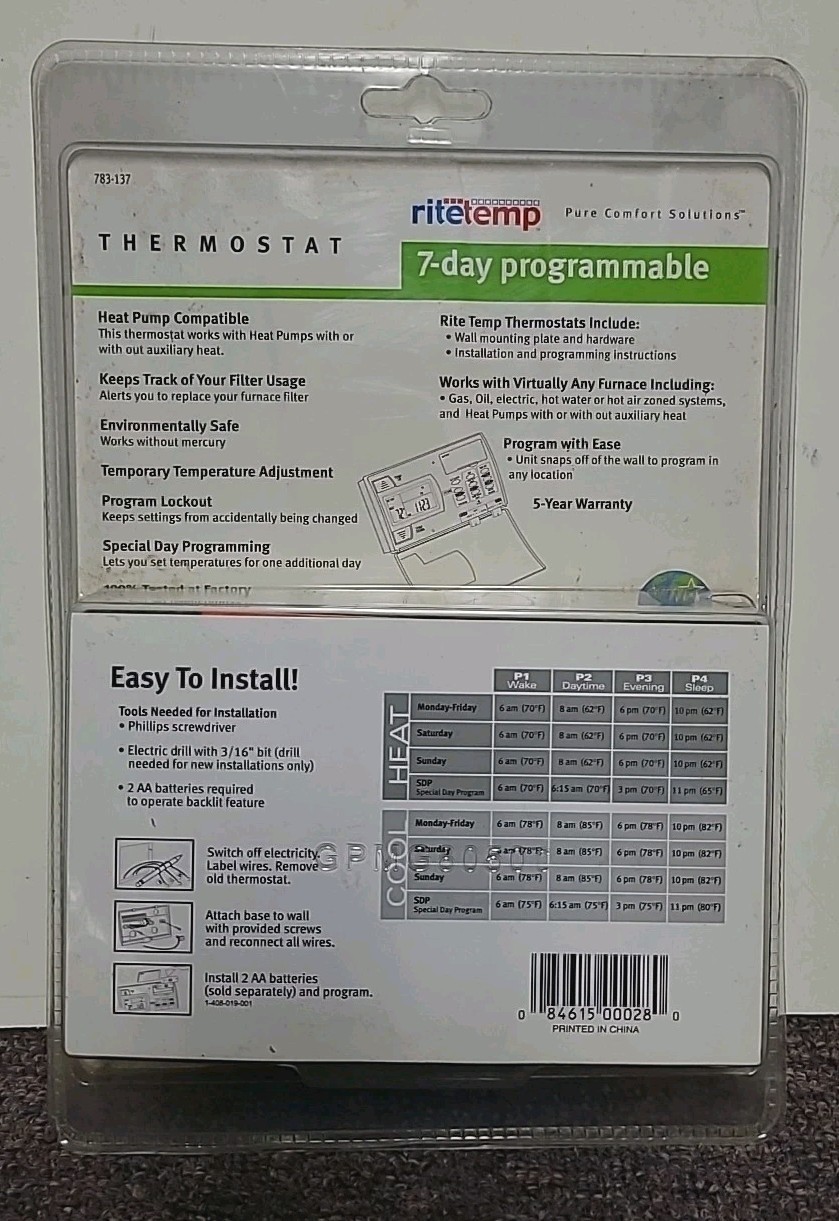 783-137
THERMOSTAT
ritetemp Pure Comfort Solutions™
7-day programmable
Heat Pump Compatible
This thermostat works with Heat Pumps with or
with out auxiliary heat.
Keeps Track of Your Filter Usage
Alerts you to replace your furnace filter
Environmentally Safe
Works without mercury
Temporary Temperature Adjustment
Program Lockout
Keeps settings from accidentally being changed
Special Day Programming
Lets you set temperatures for one additional day
100% Tested at Factory
Rite Temp Thermostats Include:
• Wall mounting plate and hardware
• Installation and programming instructions
Works with Virtually Any Furnace Including:
• Gas, Oil, electric, hot water or hot air zoned systems,
and Heat Pumps with or with out auxiliary heat
Program with Ease
• Unit snaps off of the wall to program in
any location
5-Year Warranty
Easy To Install!
Tools Needed for Installation
• Phillips screwdriver
• Electric drill with 3/16" bit (drill
needed for new installations only)
• 2 AA batteries required
to operate backlit feature
Switch off electricity.
Label wires. Remove
old thermostat.
Attach base to wall
with provided screws
and reconnect all wires.
Install 2 AA batteries
(sold separately) and program.
1-408-019-001
P1 P2 P3 P4
Wake Daytime Evening Sleep
HEAT
Monday-Friday 6 am (70°F) 8 am (62°F) 6 pm (70°F) 10 pm (62°F)
Saturday 6 am (70°F) 8 am (62°F) 6 pm (70°F) 10 pm (62°F)
Sunday 6 am (70°F) 8 am (62°F) 6 pm (70°F) 10 pm (62°F)
SDP
Special Day Program 6 am (70°F) 6:15 am (70°F) 3 pm (70°F) 11 pm (65°F)
COOL
Monday-Friday 6 am (78°F) 8 am (85°F) 6 pm (78°F) 10 pm (82°F)
Saturday 6 am (78°F) 8 am (85°F) 6 pm (78°F) 10 pm (82°F)
Sunday 6 am (78°F) 8 am (85°F) 6 pm (78°F) 10 pm (82°F)
SDP
Special Day Program 6 am (75°F) 6:15 am (75°F) 3 pm (75°F) 11 pm (80°F)
0 84615 00028 0
PRINTED IN CHINA